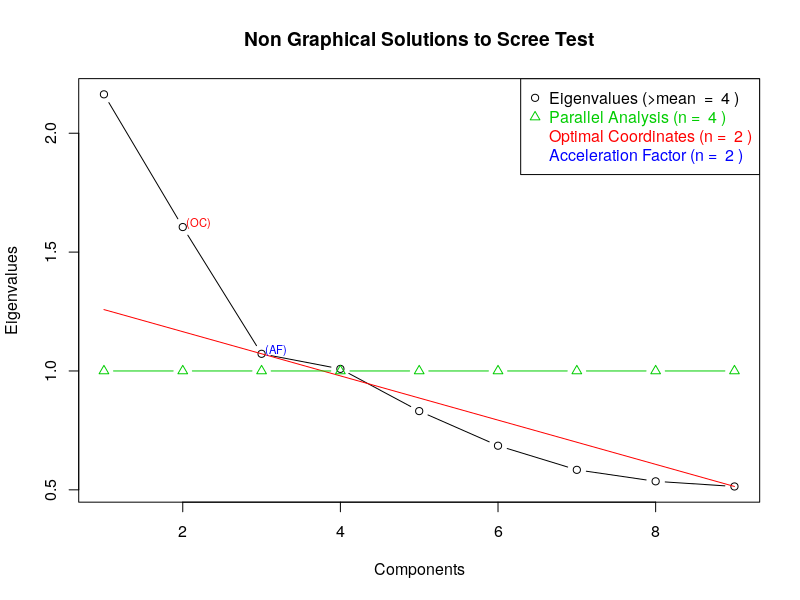 Non Graphical Solutions to Scree Test
Eigenvalues (>mean  =  4 )
Parallel Analysis (n =  4 )
Optimal Coordinates (n =  2 )
Acceleration Factor (n =  2 )
(OC)
(AF)
Eigenvalues
2.0
1.5
1.0
0.5
2
4
6
8
Components